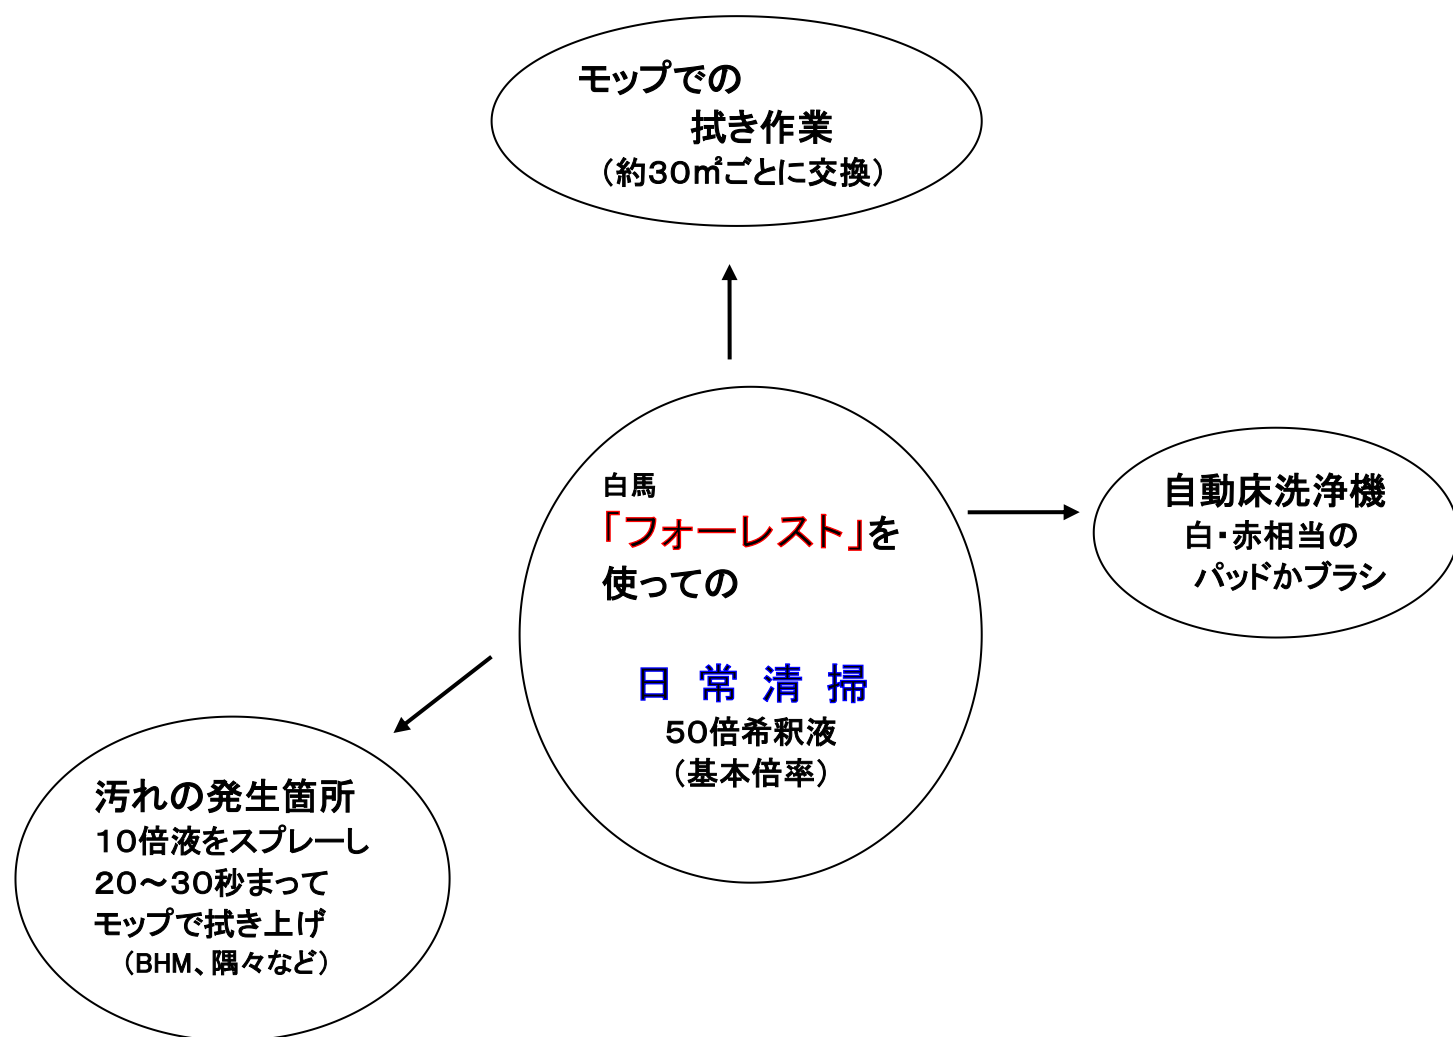 モップでの
拭き作業
（約３０㎡ごとに交換）
白馬
「フォーレスト」を
使っての
日 常 清 掃
５０倍希釈液
（基本倍率）
自動床洗浄機
白・赤相当の
パッドかブラシ
汚れの発生箇所
１０倍液をスプレーし
２０～３０秒まって
モップで拭き上げ
（BHM、隅々など）